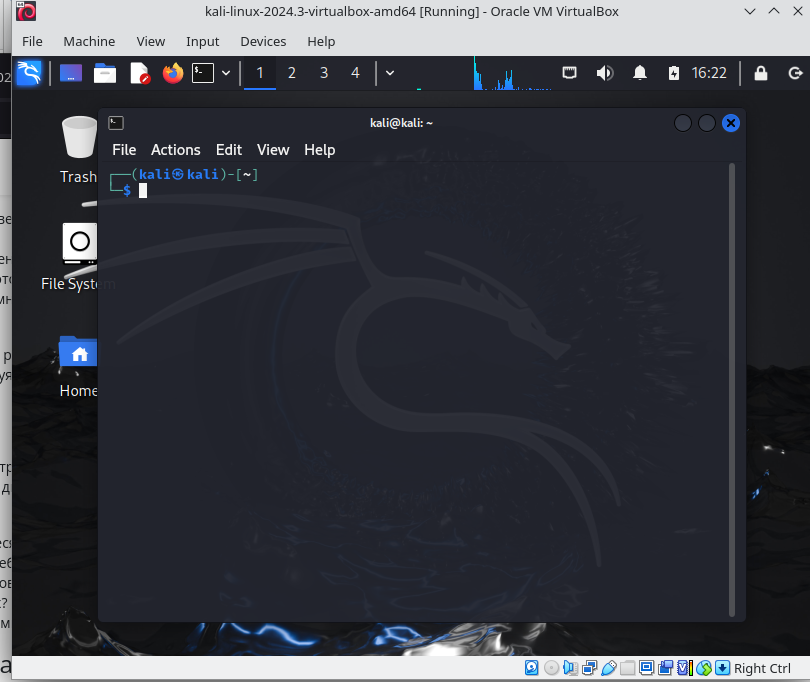 kali-linux-2024.3-virtualbox-amd64 [Running] - Oracle VM VirtualBox
File Machine View Input Devices Help
1 2 3 4 16:22
kali@kali: ~
File Actions Edit View Help
┌──(kali㉿kali)-[~]
└─$
Trash
File System
Home
Right Ctrl